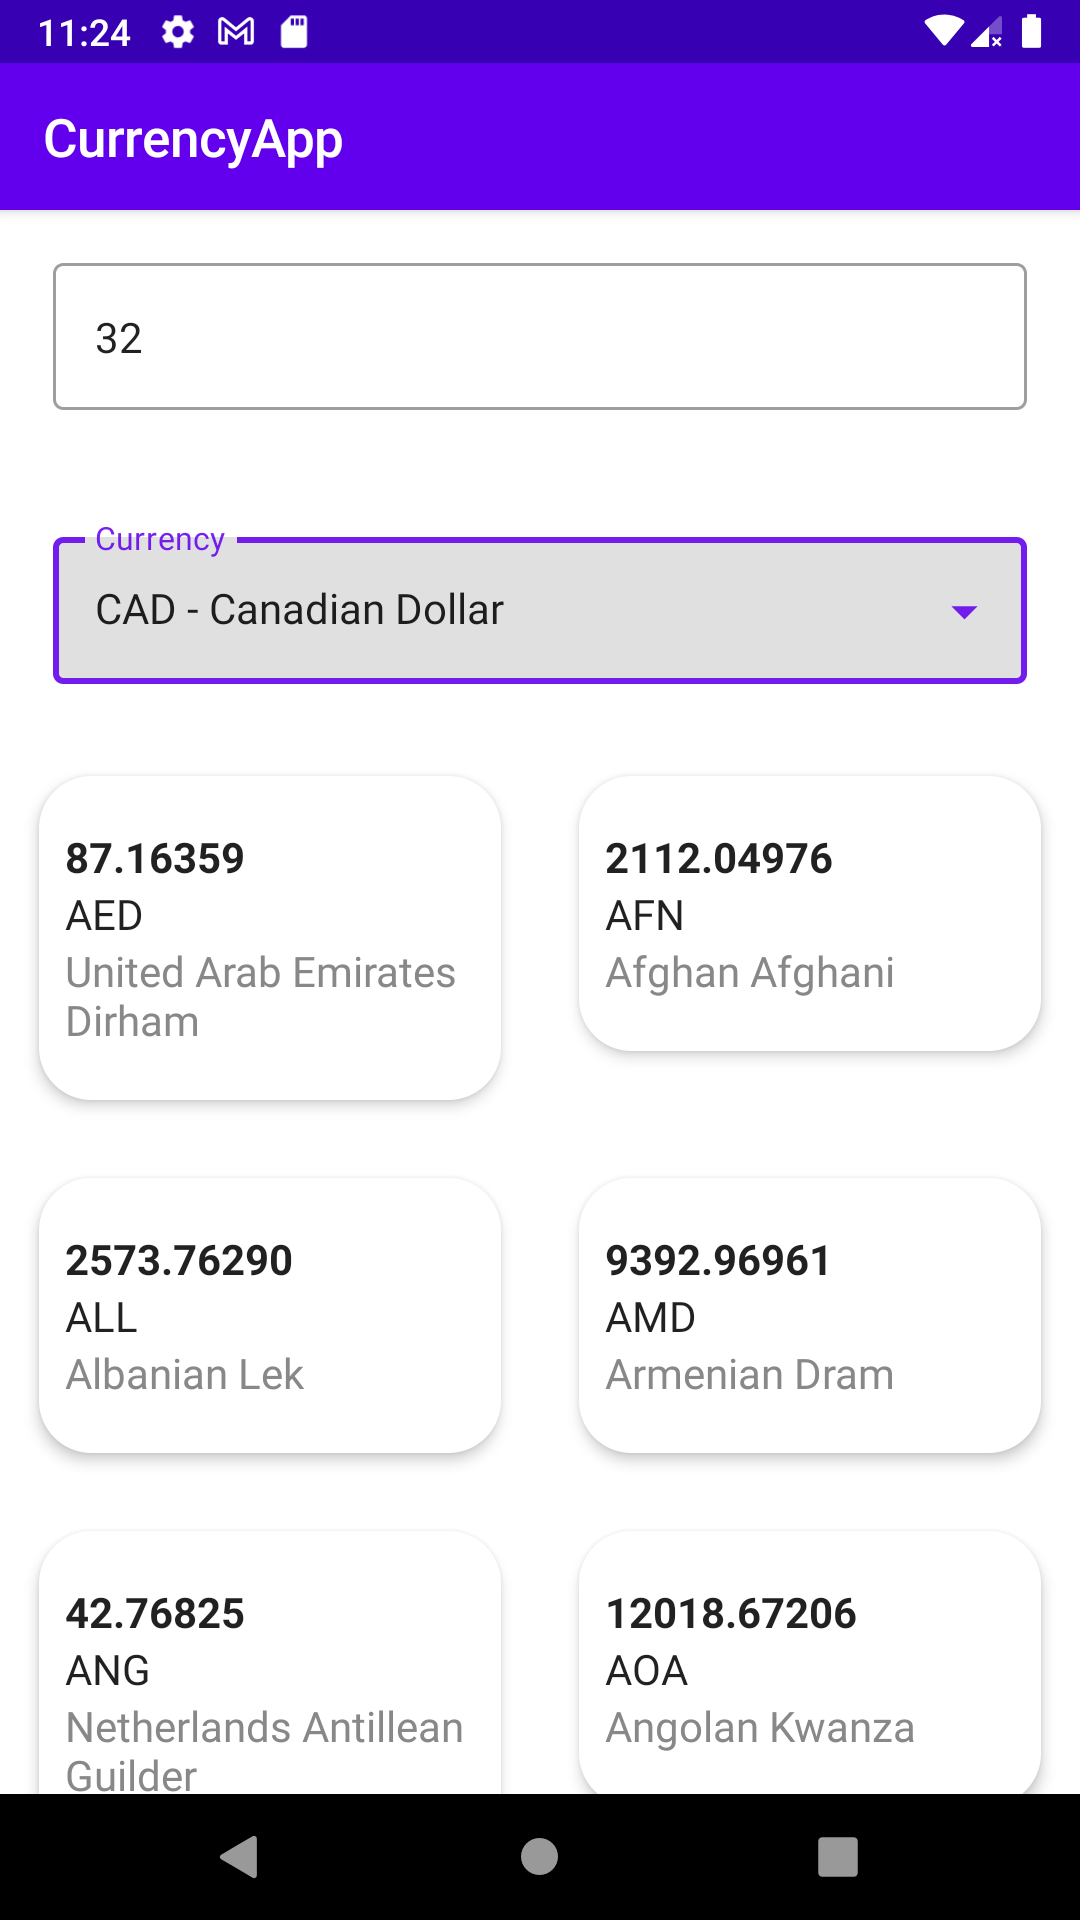 11:24
CurrencyApp
32
Currency
CAD - Canadian Dollar
87.16359
AED
United Arab Emirates
Dirham
2112.04976
AFN
Afghan Afghani
2573.76290
ALL
Albanian Lek
9392.96961
AMD
Armenian Dram
42.76825
ANG
Netherlands Antillean
Guilder
12018.67206
AOA
Angolan Kwanza